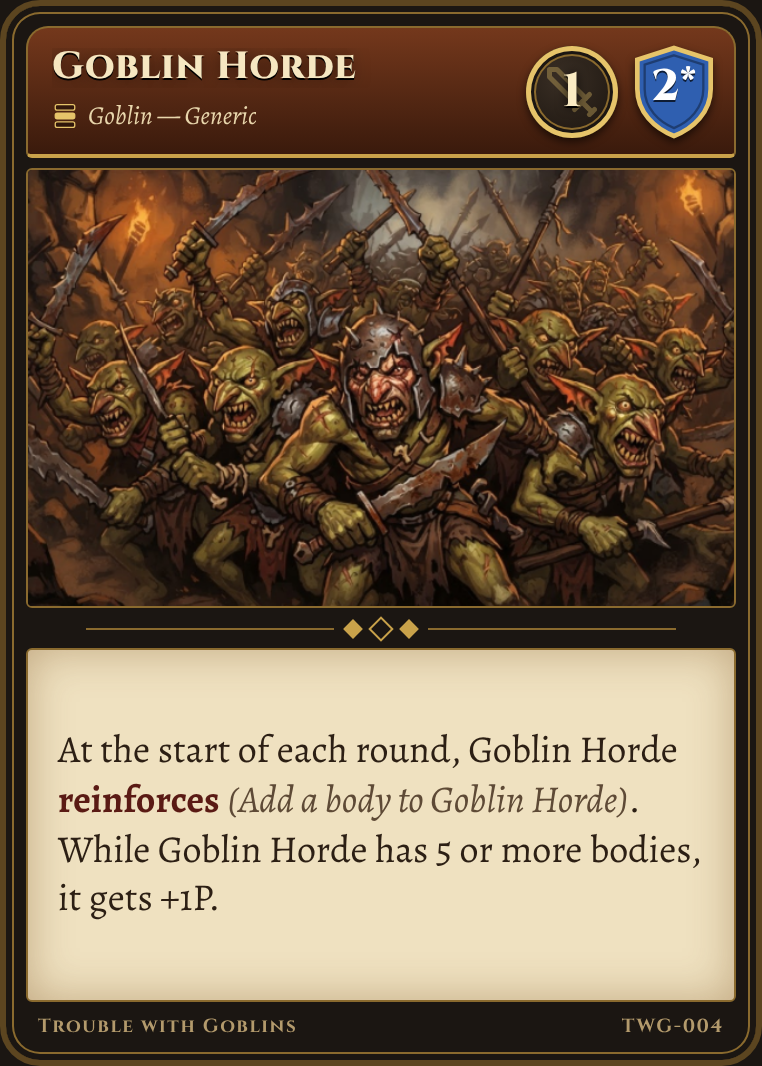 Goblin Horde
Goblin — Generic
1
2*
At the start of each round, Goblin Horde
reinforces (Add a body to Goblin Horde).
While Goblin Horde has 5 or more bodies,
it gets +1P.
Trouble with Goblins
TWG-004